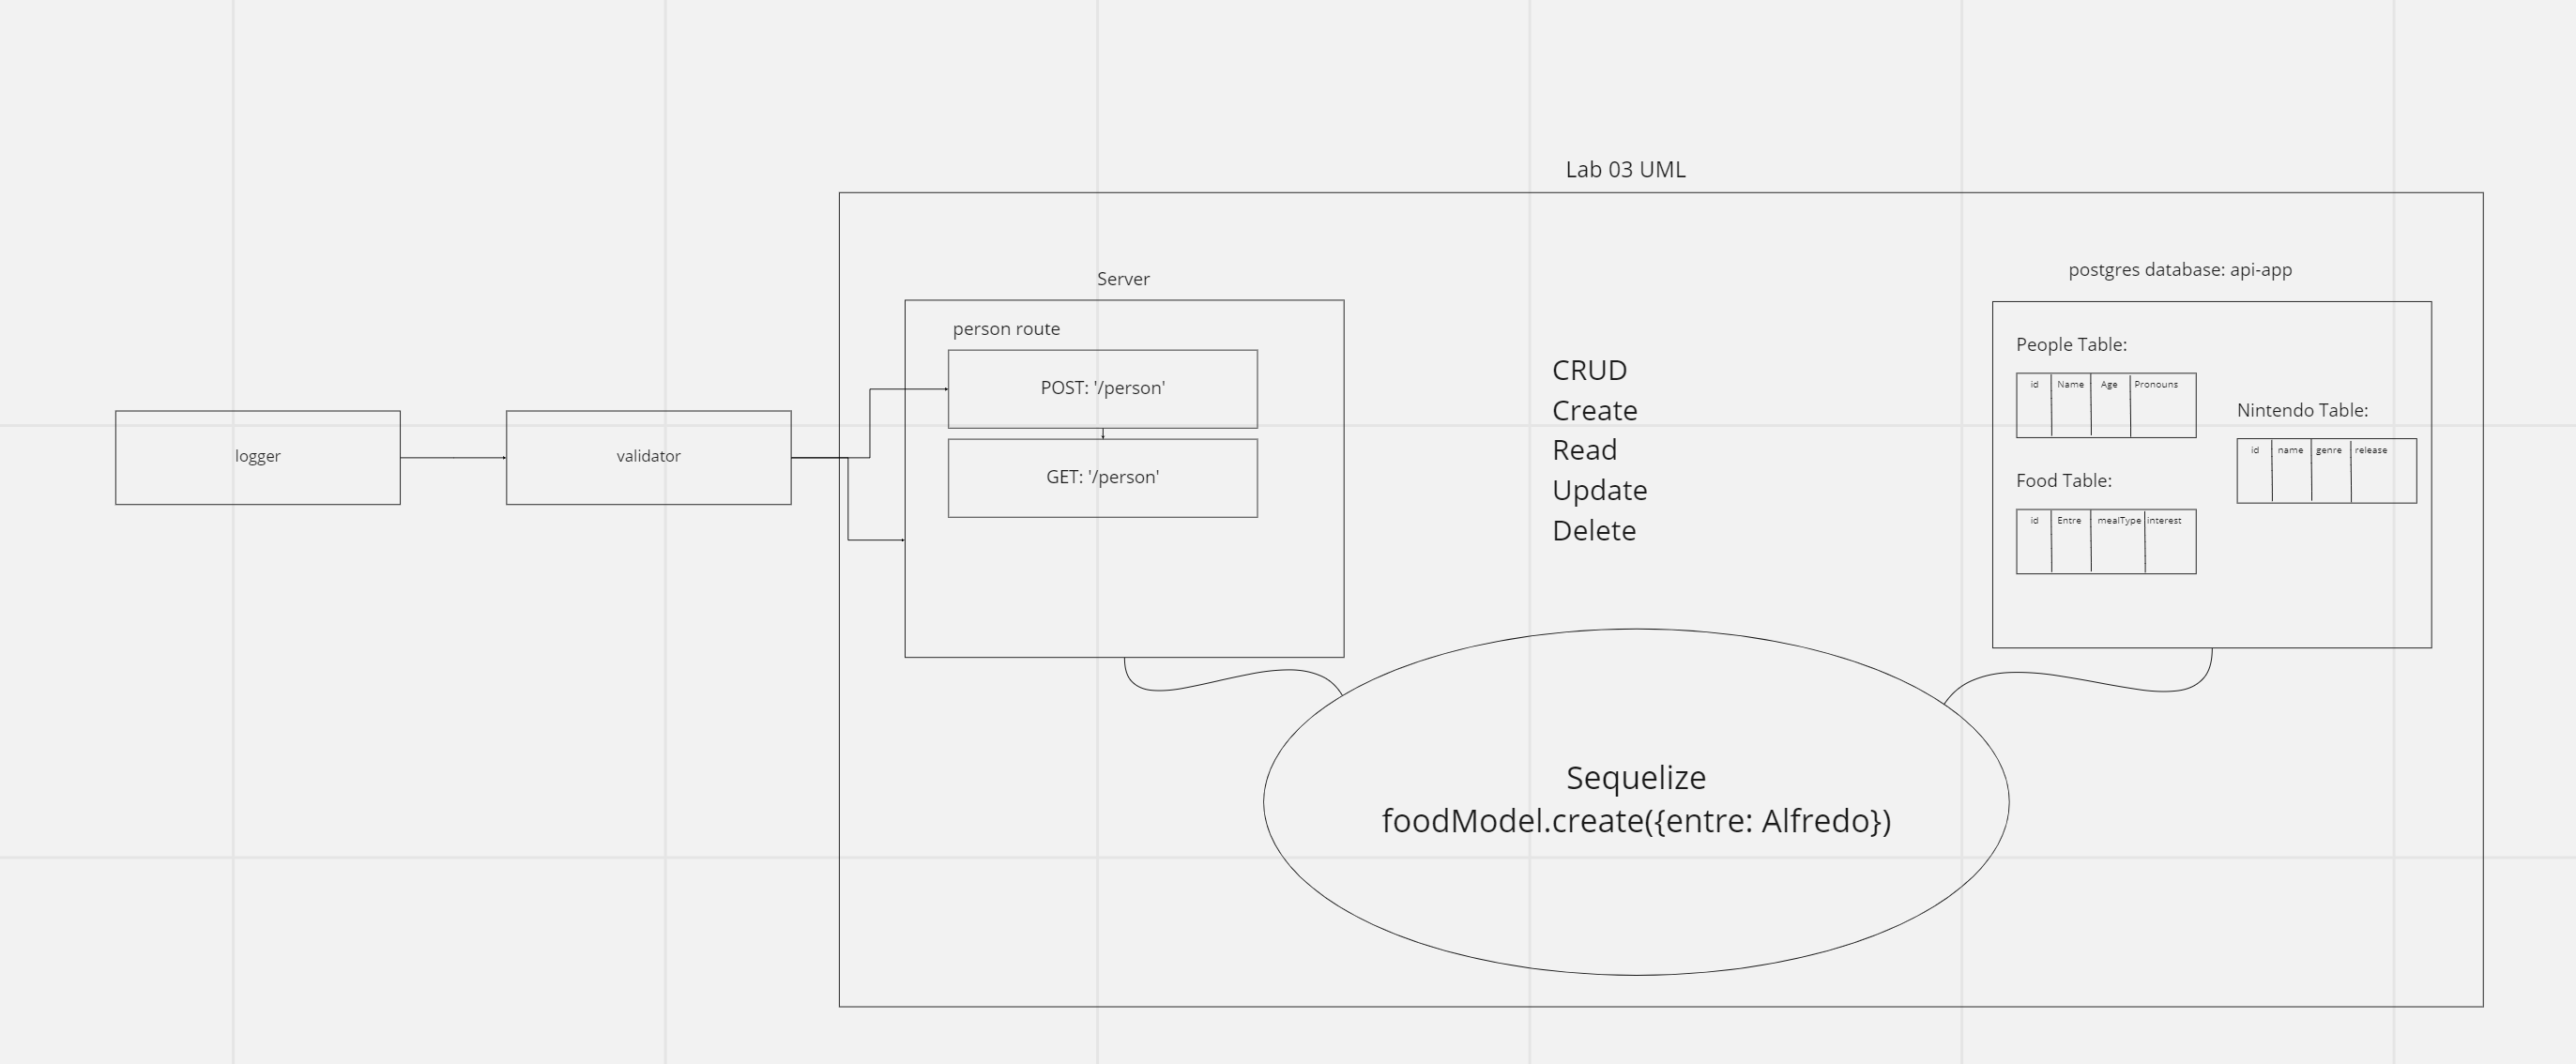 Lab 03 UML
logger
validator
Server
person route
POST: '/person'
GET: '/person'
CRUD
Create
Read
Update
Delete
postgres database: api-app
People Table:
id Name Age Pronouns
Nintendo Table:
id name genre release
Food Table:
id Entre mealType interest
Sequelize
foodModel.create({entre: Alfredo})